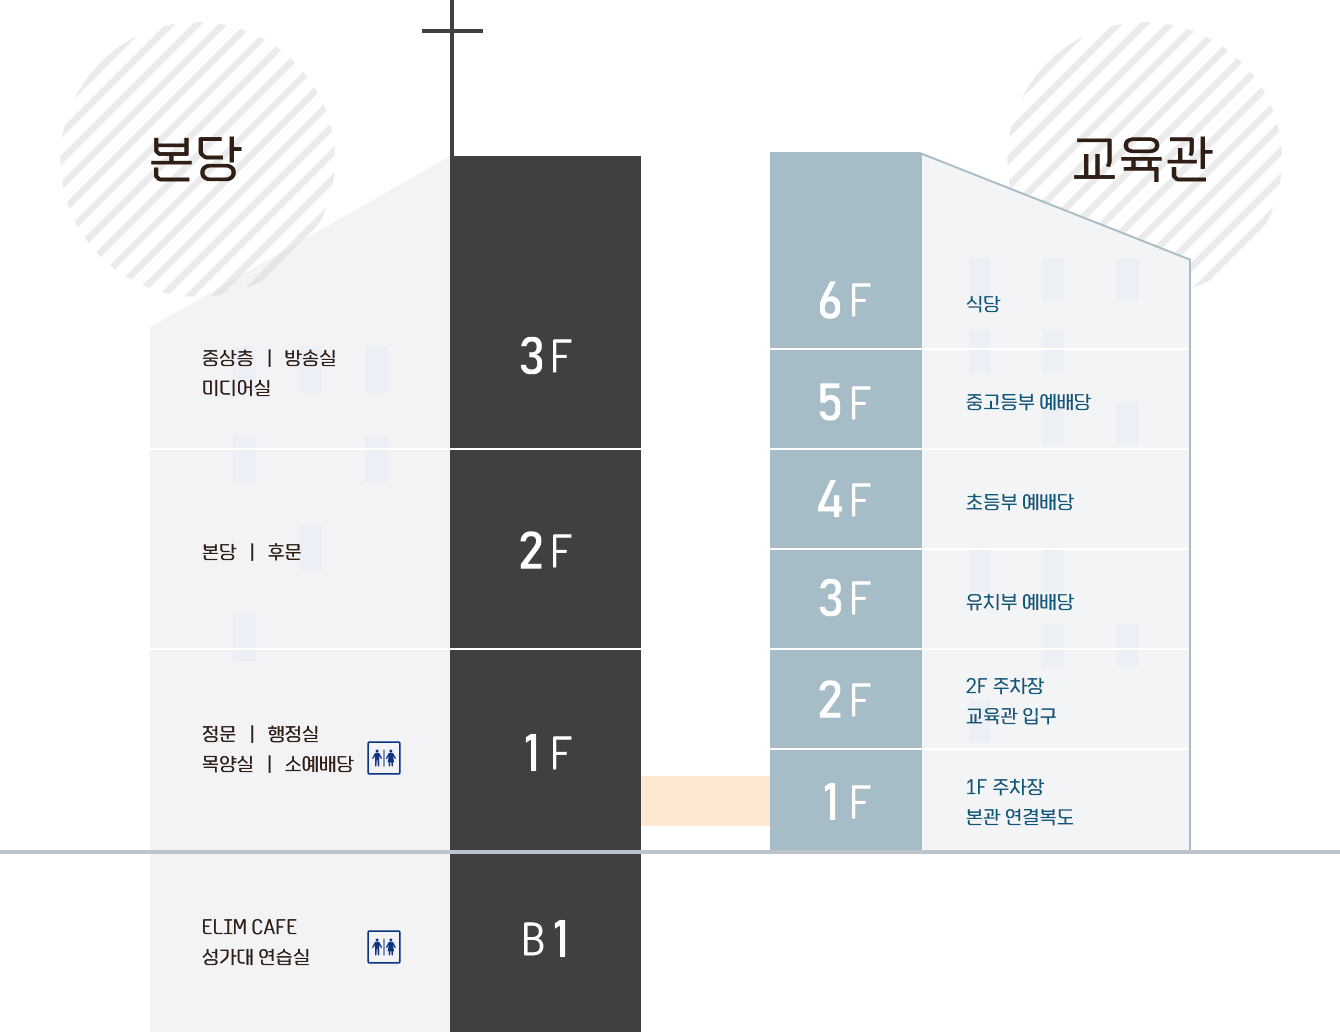 본당
교육관
3F
중상층 | 방송실
미디어실
2F
본당 | 후문
1F
정문 | 행정실
목양실 | 소예배당
B1
ELIM CAFE
성가대 연습실
6F
식당
5F
중고등부 예배당
4F
초등부 예배당
3F
유치부 예배당
2F
2F 주차장
교육관 입구
1F
1F 주차장
본관 연결복도